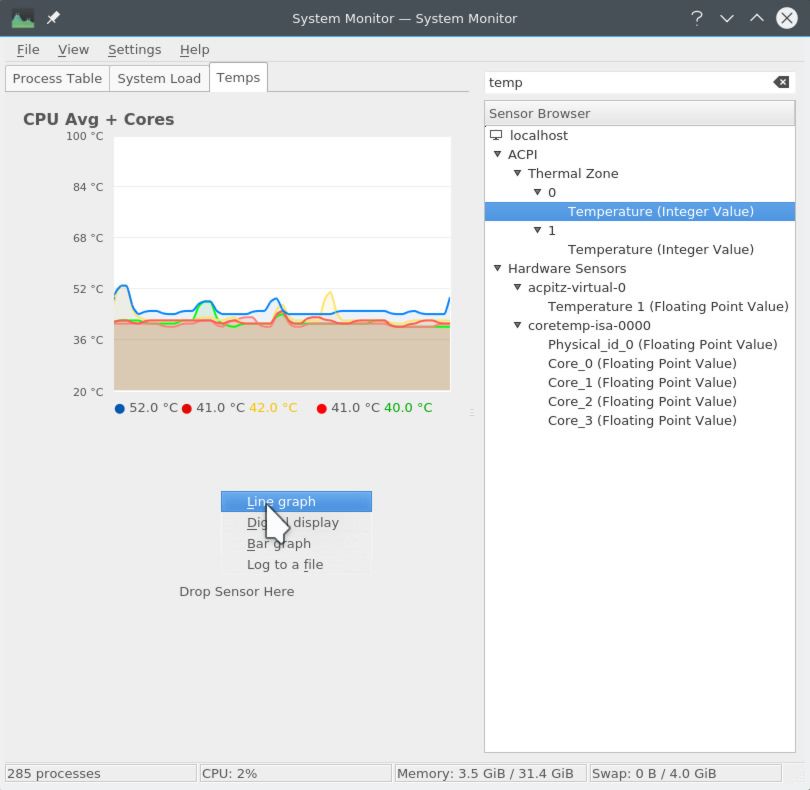 System Monitor — System Monitor
File View Settings Help
Process Table System Load Temps
CPU Avg + Cores
100 °C
84 °C
68 °C
52 °C
36 °C
20 °C
52.0 °C 41.0 °C 42.0 °C 41.0 °C 40.0 °C
Line graph
Digital display
Bar graph
Log to a file
Drop Sensor Here
temp
Sensor Browser
localhost
ACPI
Thermal Zone
0
Temperature (Integer Value)
1
Temperature (Integer Value)
Hardware Sensors
acpitz-virtual-0
Temperature 1 (Floating Point Value)
coretemp-isa-0000
Physical_id_0 (Floating Point Value)
Core_0 (Floating Point Value)
Core_1 (Floating Point Value)
Core_2 (Floating Point Value)
Core_3 (Floating Point Value)
285 processes CPU: 2% Memory: 3.5 GiB / 31.4 GiB Swap: 0 B / 4.0 GiB